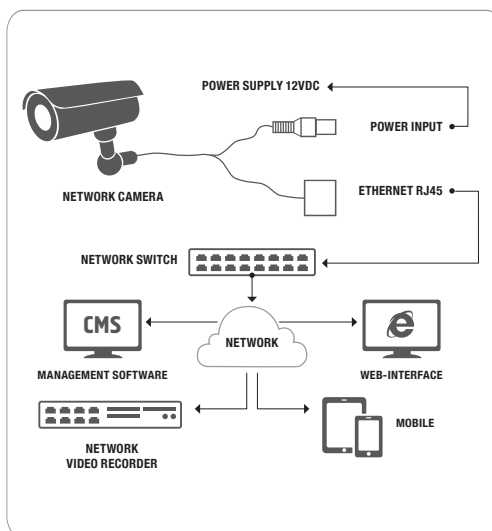 POWER SUPPLY 12VDC
POWER INPUT
NETWORK CAMERA
ETHERNET RJ45
NETWORK SWITCH
CMS
NETWORK
MANAGEMENT SOFTWARE
WEB-INTERFACE
MOBILE
NETWORK
VIDEO RECORDER